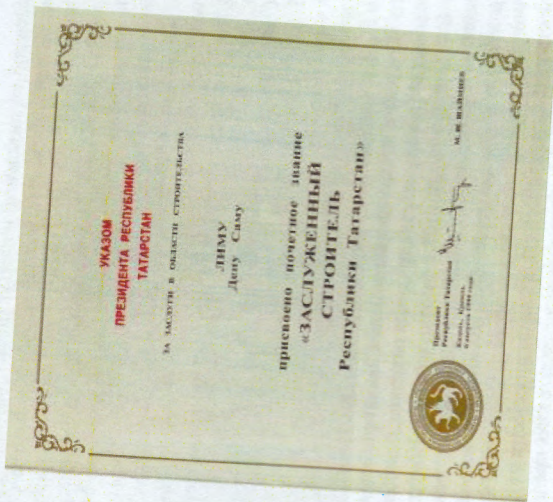 УКАЗОМ
ПРЕЗИДЕНТА РЕСПУБЛИКИ
ТАТАРСТАН
ЗА ЗАСЛУГИ В ОБЛАСТИ СТРОИТЕЛЬСТВА
ЛИМУ
Дену Саму
присвоено почетное звание
«ЗАСЛУЖЕННЫЙ
СТРОИТЕЛЬ
Республики Татарстан»
Президент
Республики Татарстан
М. Ш. ШАЙМИЕВ
Казань, Кремль